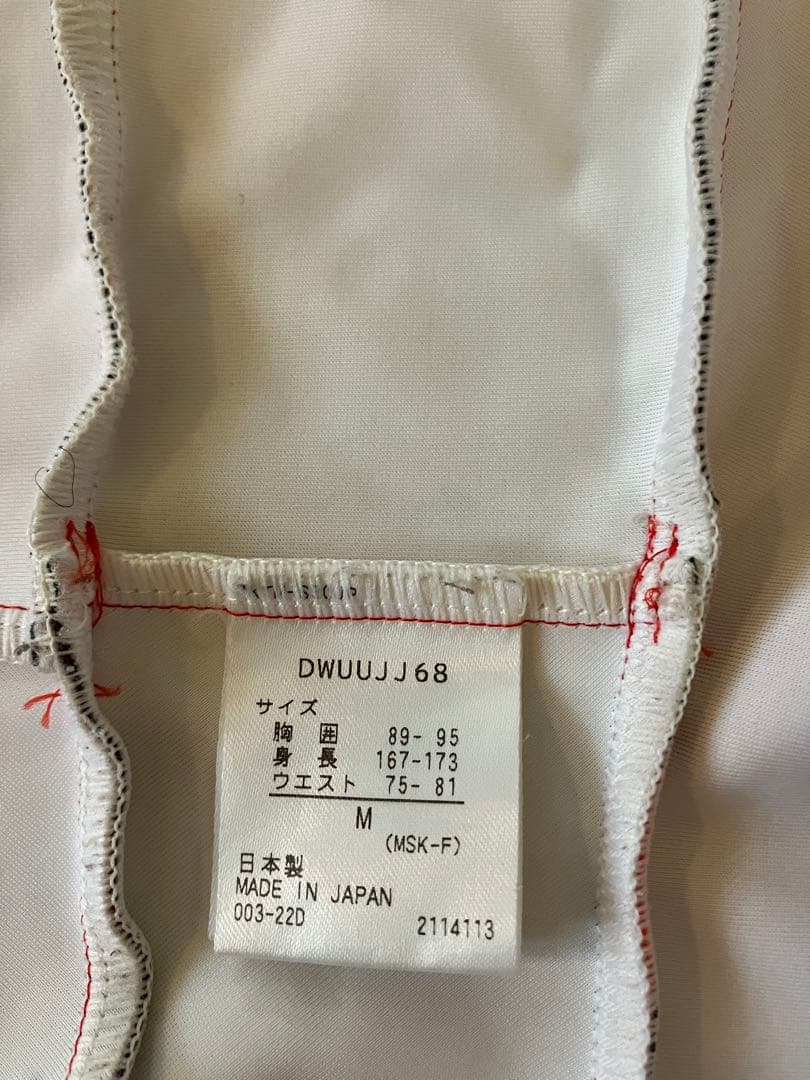 DWUUJJ68
サイズ
胸囲 89- 95
身長 167-173
ウエスト 75- 81
M
(MSK-F)
日本製
MADE IN JAPAN
003-22D 2114113